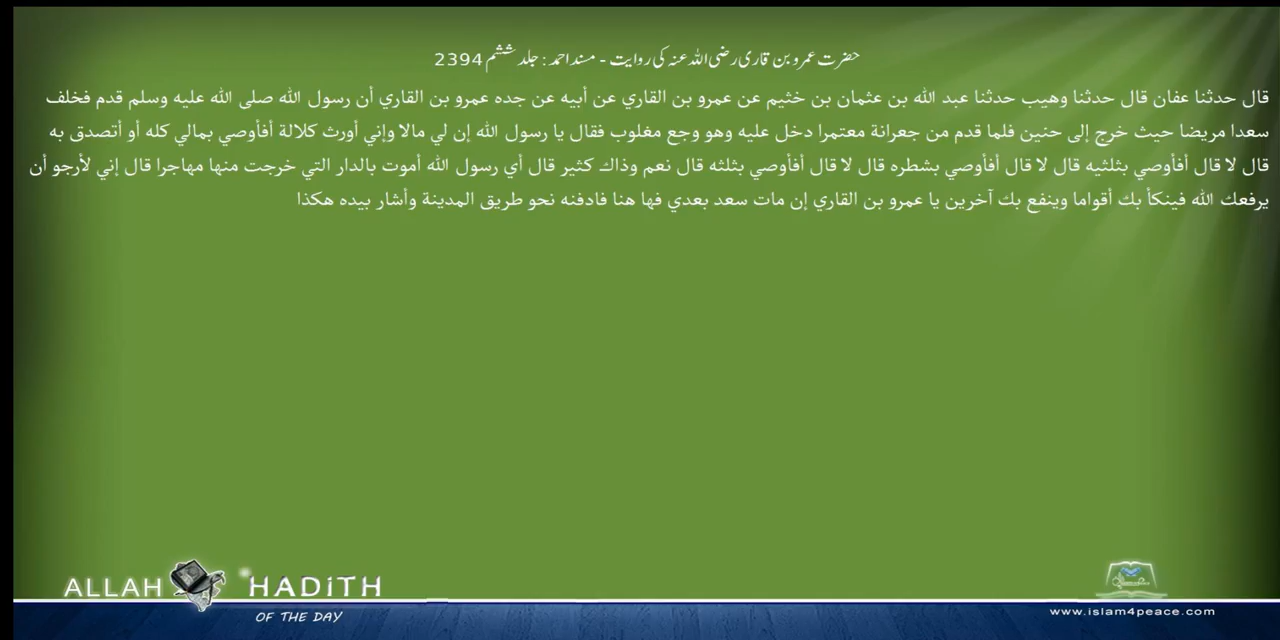 حضرت عمرو بن قاری رضی اللہ عنہ کی روایت - مسند احمد : جلد ششم 2394
قال حدثنا عفان قال حدثنا وهيب حدثنا عبد الله بن عثمان بن خثيم عن عمرو بن القاري عن أبيه عن جده عمرو بن القاري أن رسول الله صلى الله عليه وسلم قدم فخلف
سعدا مريضا حيث خرج إلى حنين فلما قدم من جعرانة معتمرا دخل عليه وهو وجع مغلوب فقال يا رسول الله إن لي مالا وإني أورث كلالة أفأوصي بمالي كله أو أتصدق به
قال لا قال أفأوصي بثلثيه قال لا قال أفأوصي بشطره قال لا قال أفأوصي بثلثه قال نعم وذاك كثير قال أي رسول الله أموت بالدار التي خرجت منها مهاجرا قال إني لأرجو أن
يرفعك الله فينكأ بك أقواما وينفع بك آخرين يا عمرو بن القاري إن مات سعد بعدي فها هنا فادفنه نحو طريق المدينة وأشار بيده هكذا
ALLAH HADiTH
OF THE DAY
www.islam4peace.com